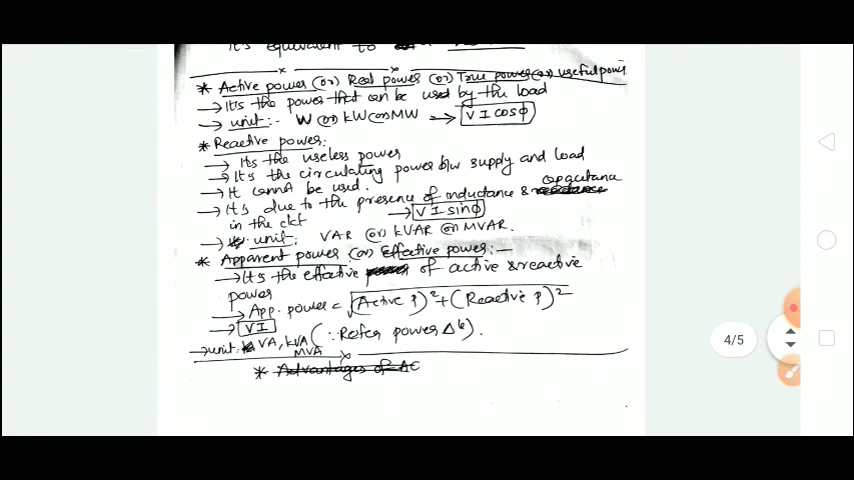 It's equivalent to
* Active power (or) Real power (or) True power (or) useful power
→ It's the power that can be used by the load
→ unit:- W (or) kW (or) MW → VI cosϕ
* Reactive power:
→ Its the useless power
→ It's the circulating power b/w supply and load
→ It cannot be used.
→ It's due to the presence of inductance & capacitance
in the ckt → VI sinϕ
→ unit: VAR (or) kVAR (or) MVAR.
* Apparent power (or) Effective power:-
→ It's the effective of active & reactive
power
→ App. power = √(Active P)²+(Reactive P)²
→ VI
→ unit: VA, kVA (∵ Refer power Δle).
MVA
* Advantages of AC
4/5